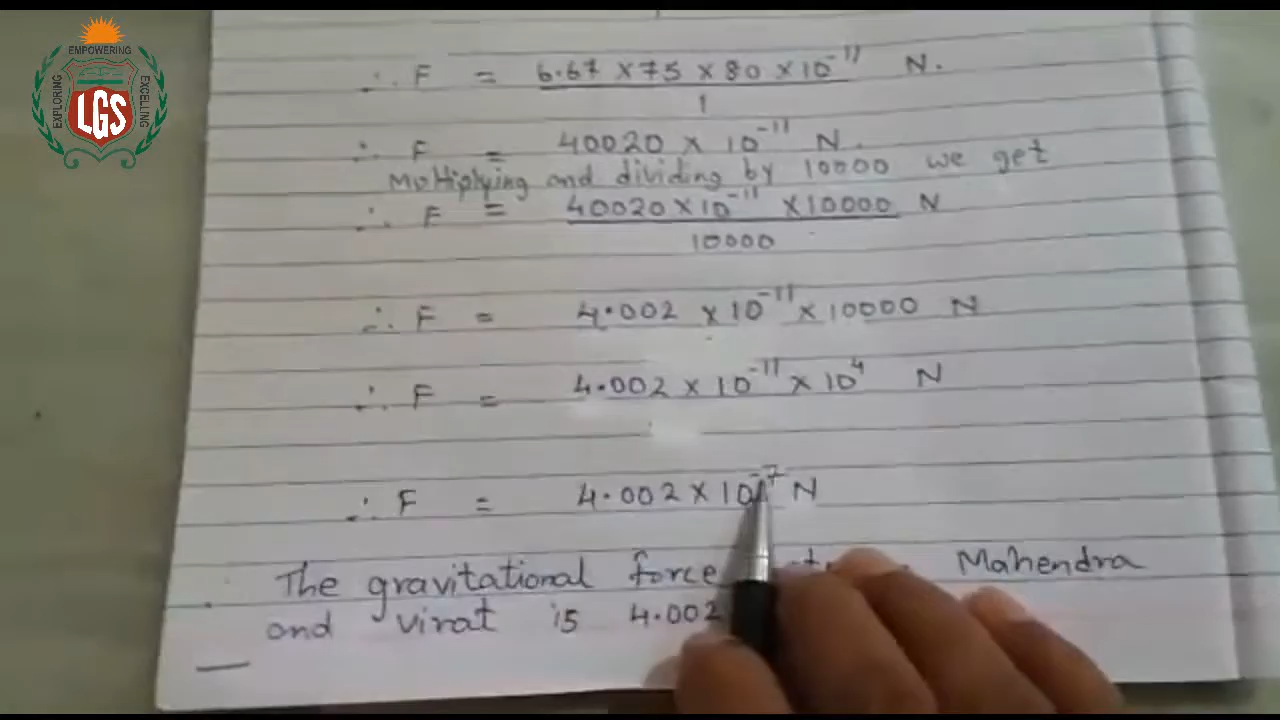 EMPOWERING
EXPLORING
EXCELLING
LGS
∴ F = 6.67 × 75 × 80 × 10⁻¹¹ N.
1
∴ F = 40020 × 10⁻¹¹ N.
Multiplying and dividing by 10000 we get
∴ F = 40020 × 10⁻¹¹ × 10000 N
10000
∴ F = 4.002 × 10⁻¹¹ × 10000 N
∴ F = 4.002 × 10⁻¹¹ × 10⁴ N
∴ F = 4.002 × 10⁻⁷ N
The gravitational force Mahendra
and virat is 4.002